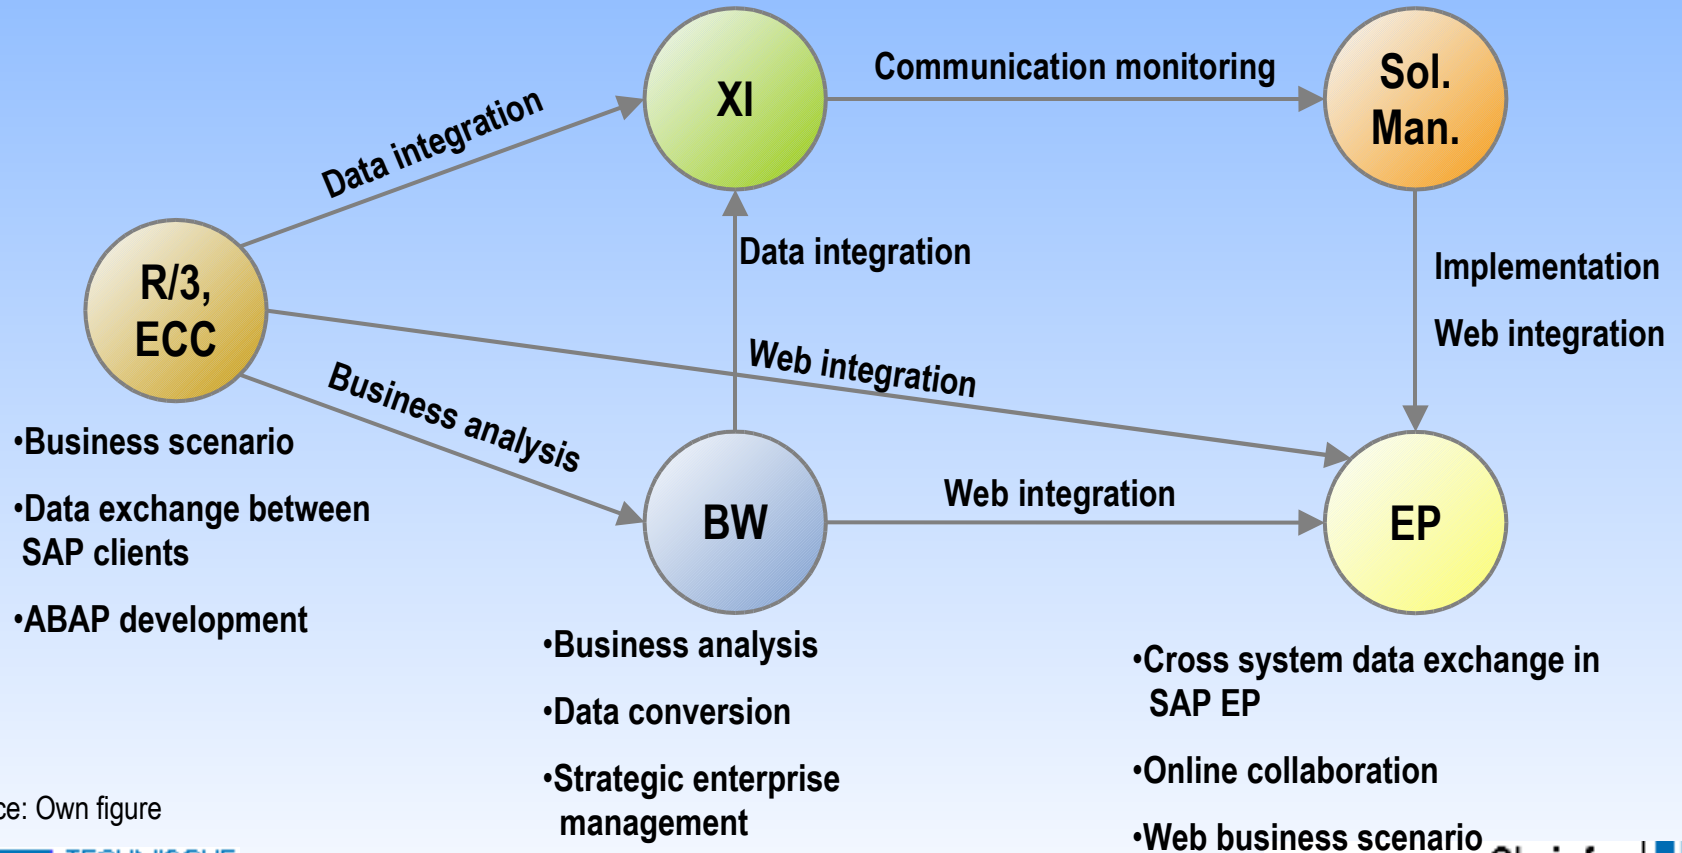 XI
Communication monitoring
Sol.
Man.
Data integration
Data integration
R/3,
ECC
Implementation
Web integration
Web integration
Business analysis
•Business scenario
•Data exchange between
SAP clients
•ABAP development
BW
Web integration
EP
•Business analysis
•Data conversion
•Strategic enterprise
management
•Cross system data exchange in
SAP EP
•Online collaboration
•Web business scenario
ce: Own figure